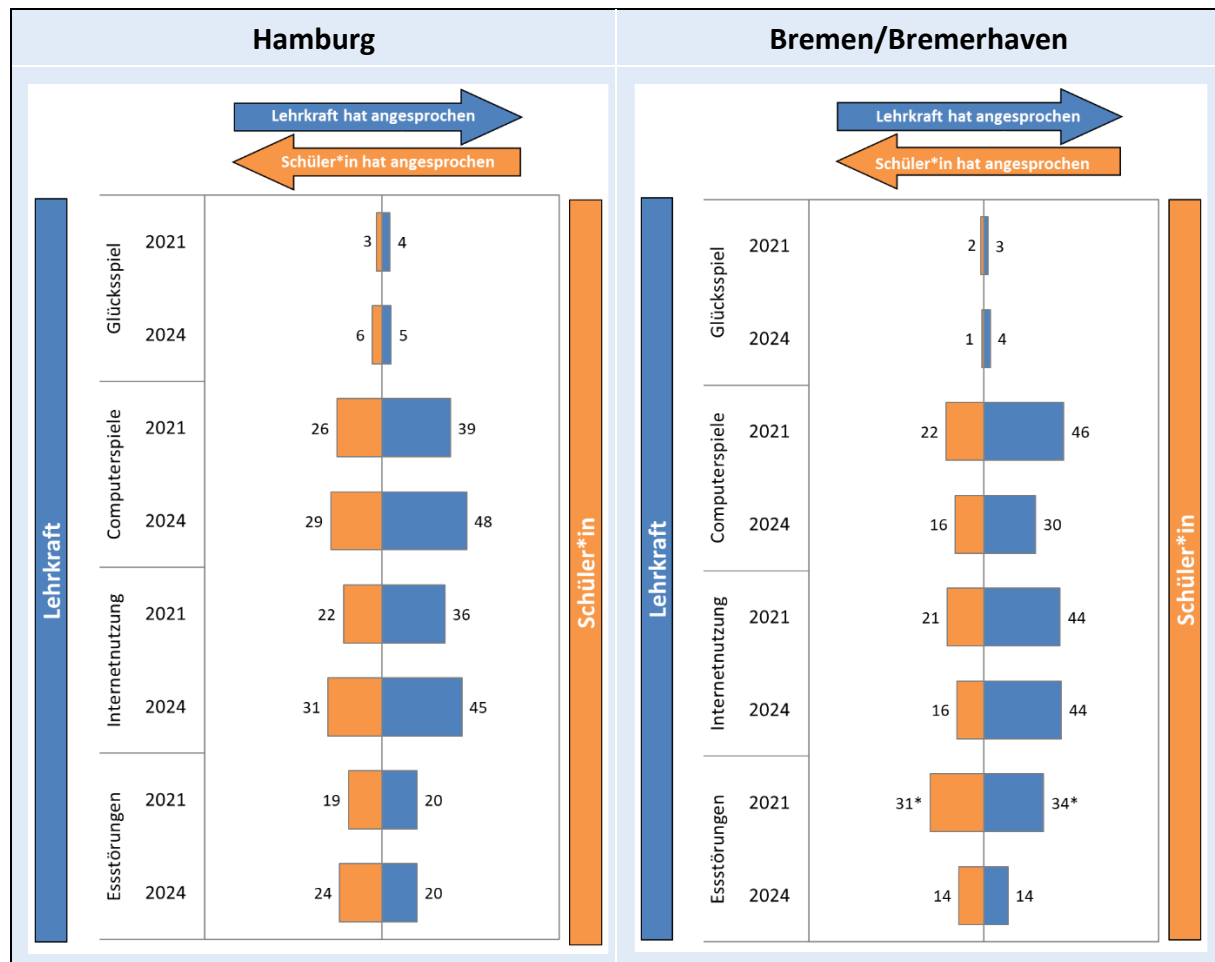 Hamburg
Bremen/Bremerhaven
Lehrkraft hat angesprochen
Schüler*in hat angesprochen
Lehrkraft
Glücksspiel
2021
3 4
2024
6 5
Computerspiele
2021
26 39
2024
29 48
Internetnutzung
2021
22 36
2024
31 45
Essstörungen
2021
19 20
2024
24 20
Schüler*in
Lehrkraft hat angesprochen
Schüler*in hat angesprochen
Lehrkraft
Glücksspiel
2021
2 3
2024
1 4
Computerspiele
2021
22 46
2024
16 30
Internetnutzung
2021
21 44
2024
16 44
Essstörungen
2021
31* 34*
2024
14 14
Schüler*in